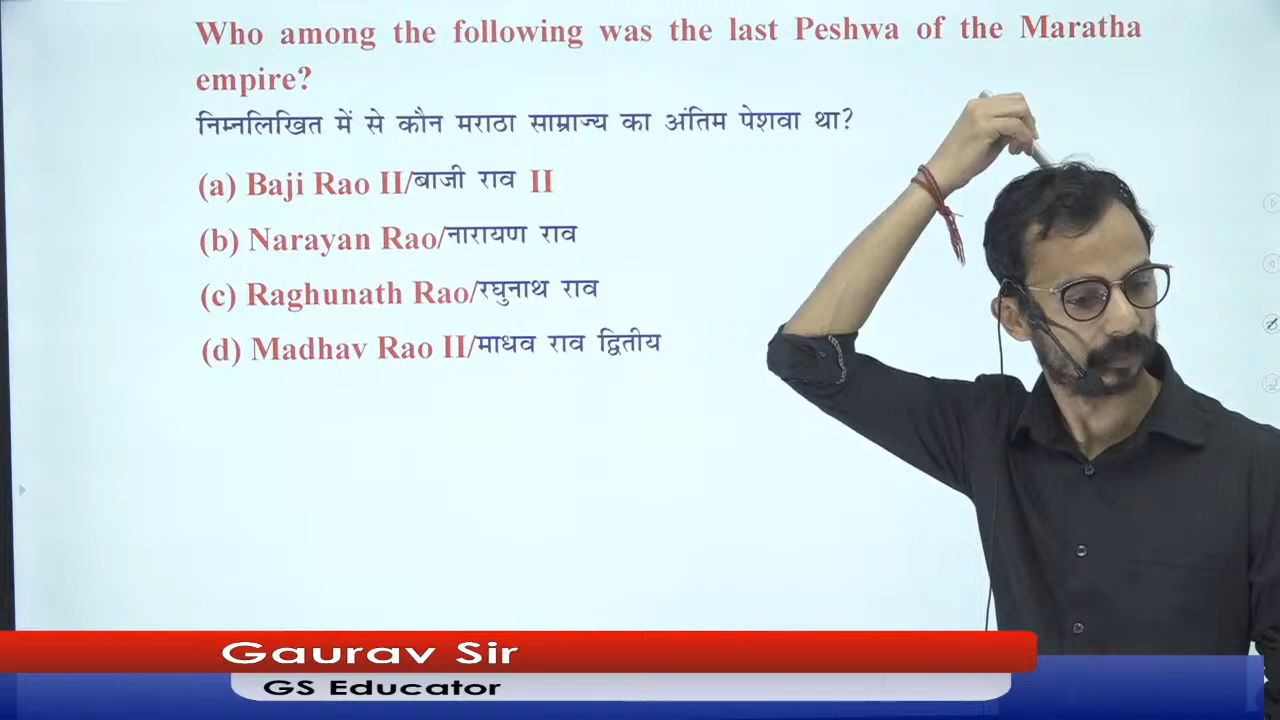 Who among the following was the last Peshwa of the Maratha
empire?
निम्नलिखित में से कौन मराठा साम्राज्य का अंतिम पेशवा था?
(a) Baji Rao II/बाजी राव II
(b) Narayan Rao/नारायण राव
(c) Raghunath Rao/रघुनाथ राव
(d) Madhav Rao II/माधव राव द्वितीय
Gaurav Sir
GS Educator